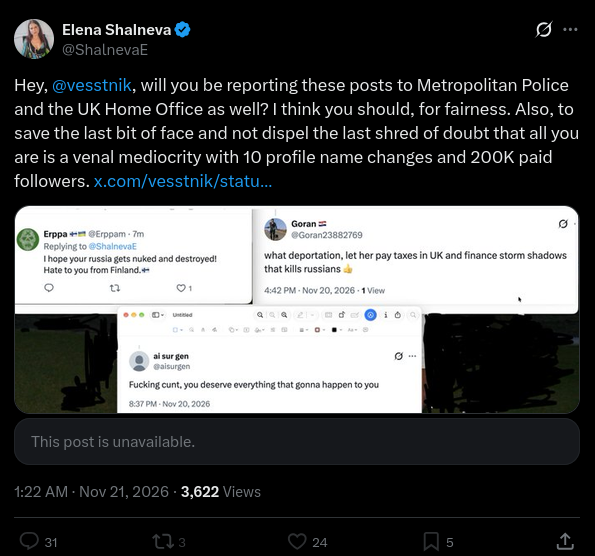 Elena Shalneva
@ShalnevaE
Hey, @vesstnik, will you be reporting these posts to Metropolitan Police
and the UK Home Office as well? I think you should, for fairness. Also, to
save the last bit of face and not dispel the last shred of doubt that all you
are is a venal mediocrity with 10 profile name changes and 200K paid
followers. x.com/vesstnik/statu...
Erppa @Erppam · 7m
Replying to @ShalnevaE
I hope your russia gets nuked and destroyed!
Hate to you from Finland.
1
Goran
@Goran23882769
what deportation, let her pay taxes in UK and finance storm shadows
that kills russians 👍
4:42 PM · Nov 20, 2026 · 1 View
Untitled
ai sur gen
@aisurgen
Fucking cunt, you deserve everything that gonna happen to you
8:37 PM · Nov 20, 2026
This post is unavailable.
1:22 AM · Nov 21, 2026 · 3,622 Views
31 3 24 5